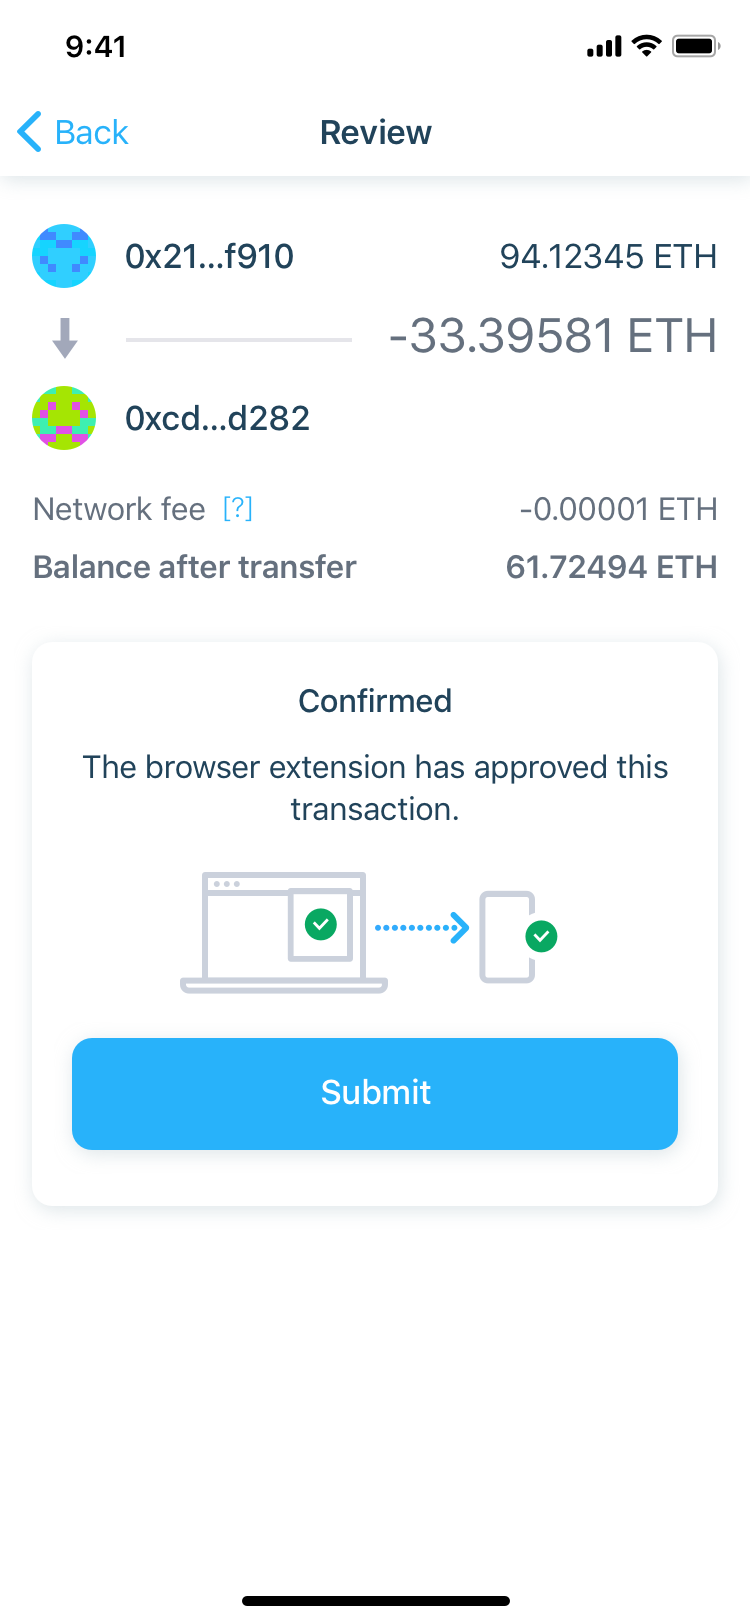 9:41
Back
Review
0x21...f910
94.12345 ETH
-33.39581 ETH
0xcd...d282
Network fee [?]
-0.00001 ETH
Balance after transfer
61.72494 ETH
Confirmed
The browser extension has approved this
transaction.
Submit